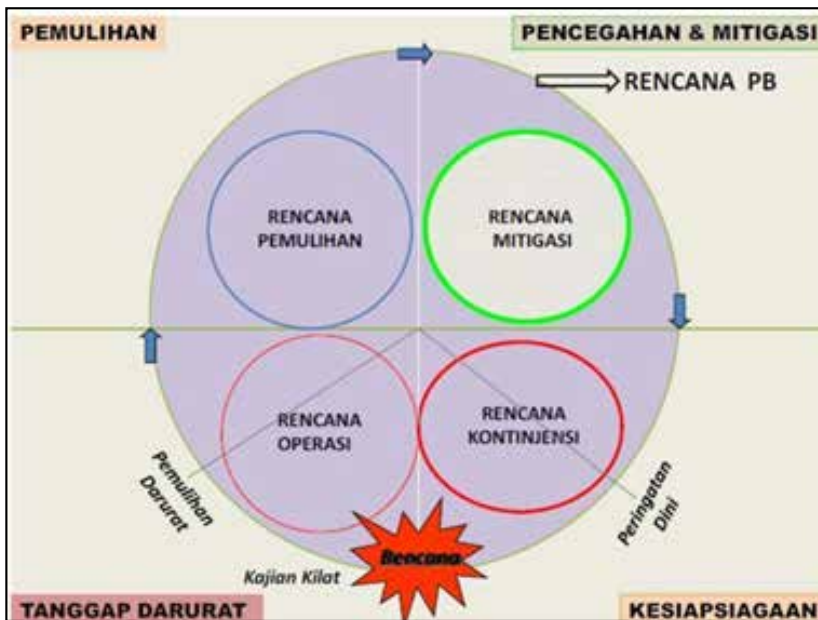 PEMULIHAN
PENCEGAHAN & MITIGASI
RENCANA PB
RENCANA
PEMULIHAN
RENCANA
MITIGASI
RENCANA
OPERASI
RENCANA
KONTINJENSI
Pemulihan
Darurat
Peringatan
Dini
Bencana
Kajian Kilat
TANGGAP DARURAT
KESIAPSIAGAAN